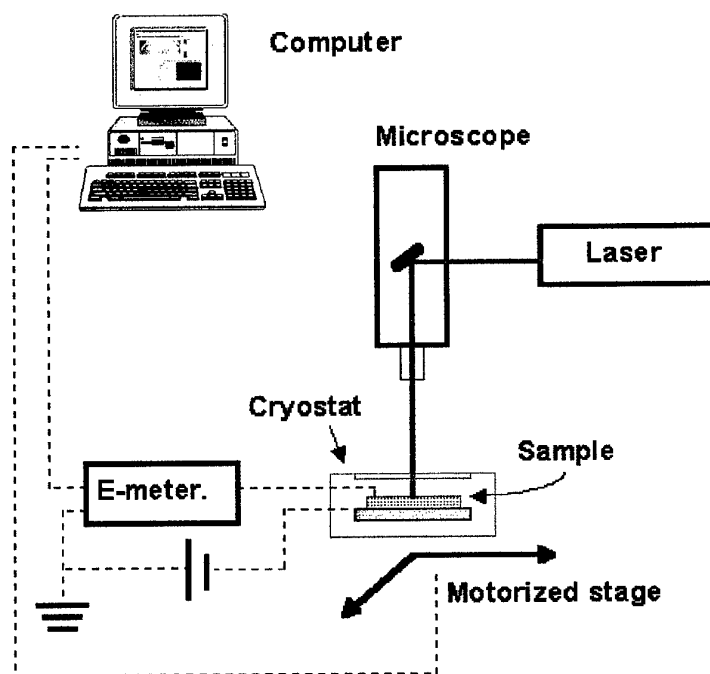 Computer
Microscope
Laser
Cryostat
Sample
E-meter.
Motorized stage